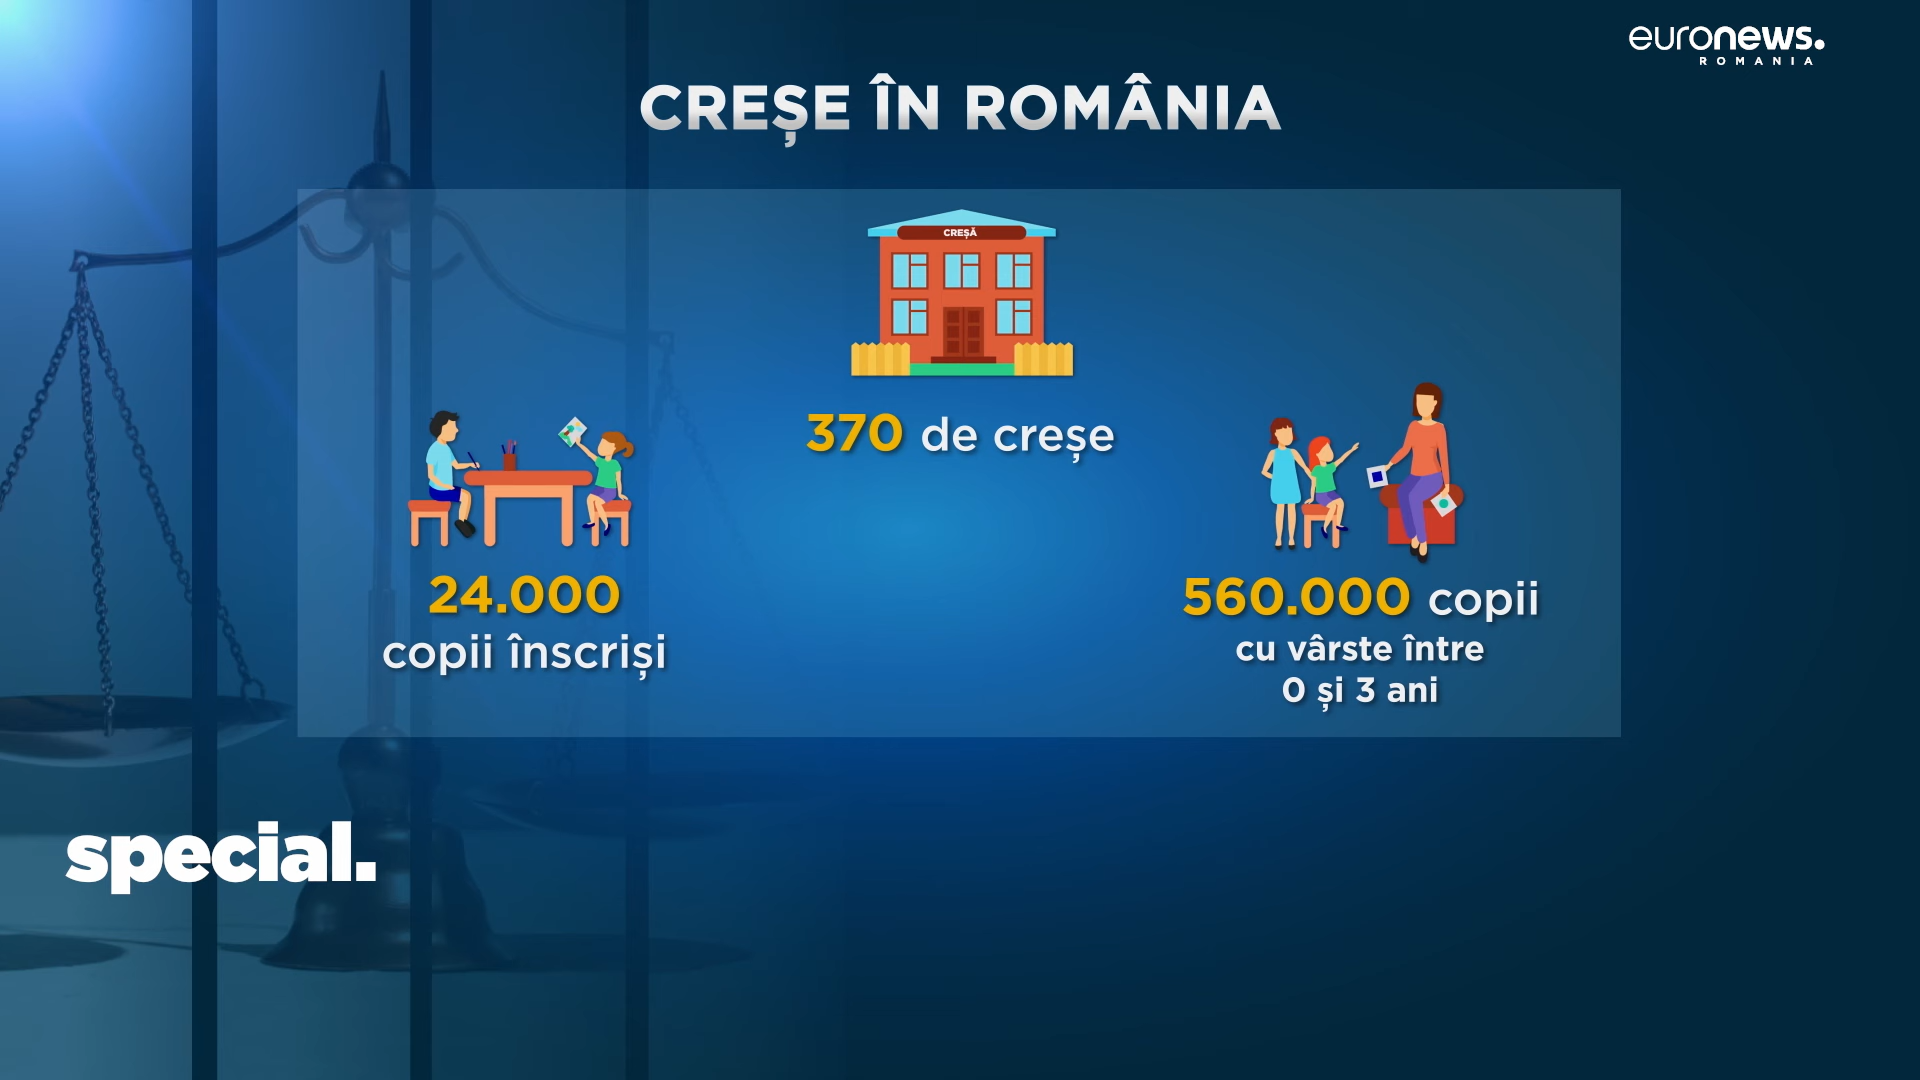 euronews.
ROMANIA
CREȘE ÎN ROMÂNIA
CREȘĂ
370 de creșe
24.000
copii înscriși
560.000 copii
cu vârste între
0 și 3 ani
special.